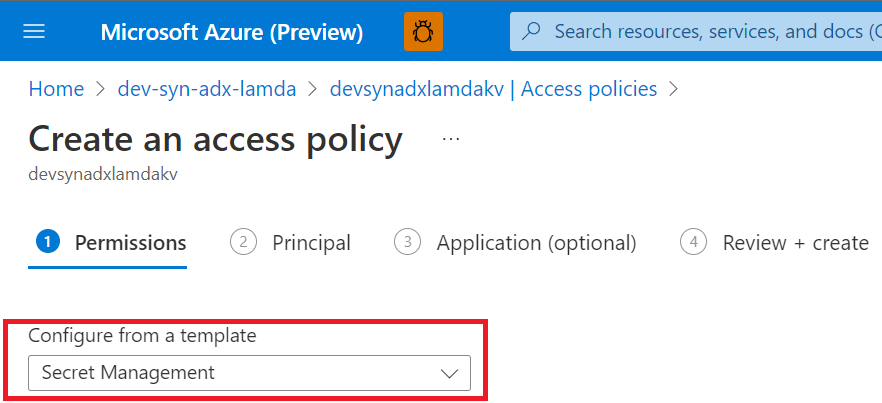 Microsoft Azure (Preview)
Search resources, services, and docs (
Home > dev-syn-adx-lamda > devsynadxlamdakv | Access policies >
Create an access policy ...
devsynadxlamdakv
1 Permissions 2 Principal 3 Application (optional) 4 Review + create
Configure from a template
Secret Management